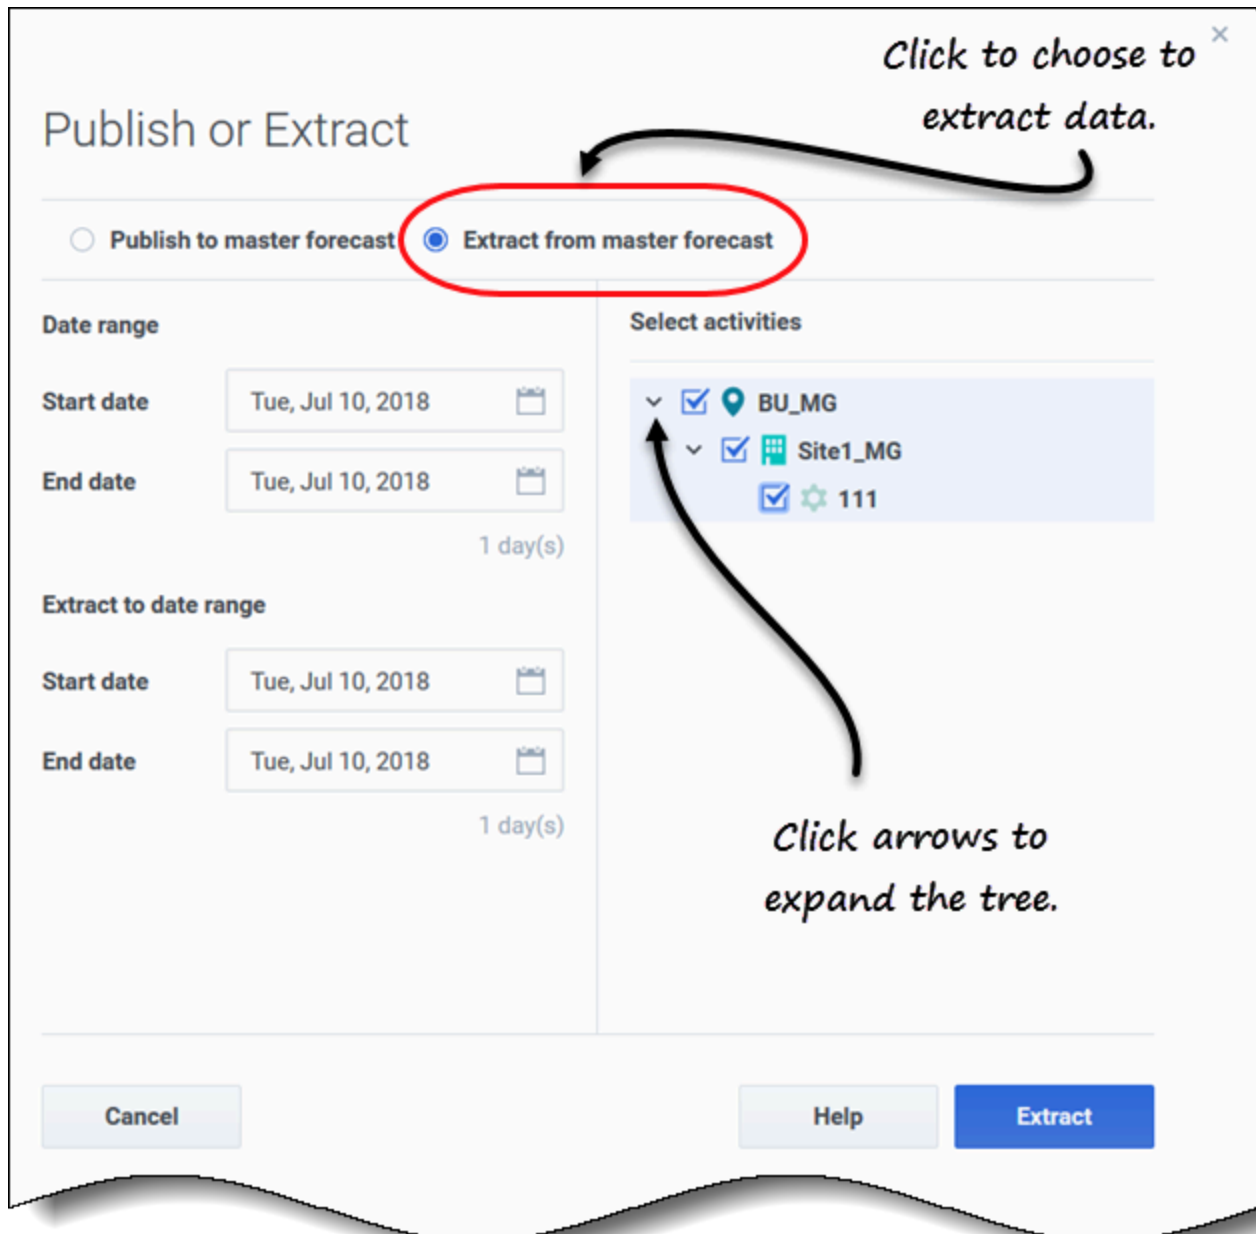 Click to choose to
extract data.
Publish or Extract
Publish to master forecast
Extract from master forecast
Date range
Start date
Tue, Jul 10, 2018
End date
Tue, Jul 10, 2018
1 day(s)
Extract to date range
Start date
Tue, Jul 10, 2018
End date
Tue, Jul 10, 2018
1 day(s)
Select activities
BU_MG
Site1_MG
111
Click arrows to
expand the tree.
Cancel
Help
Extract